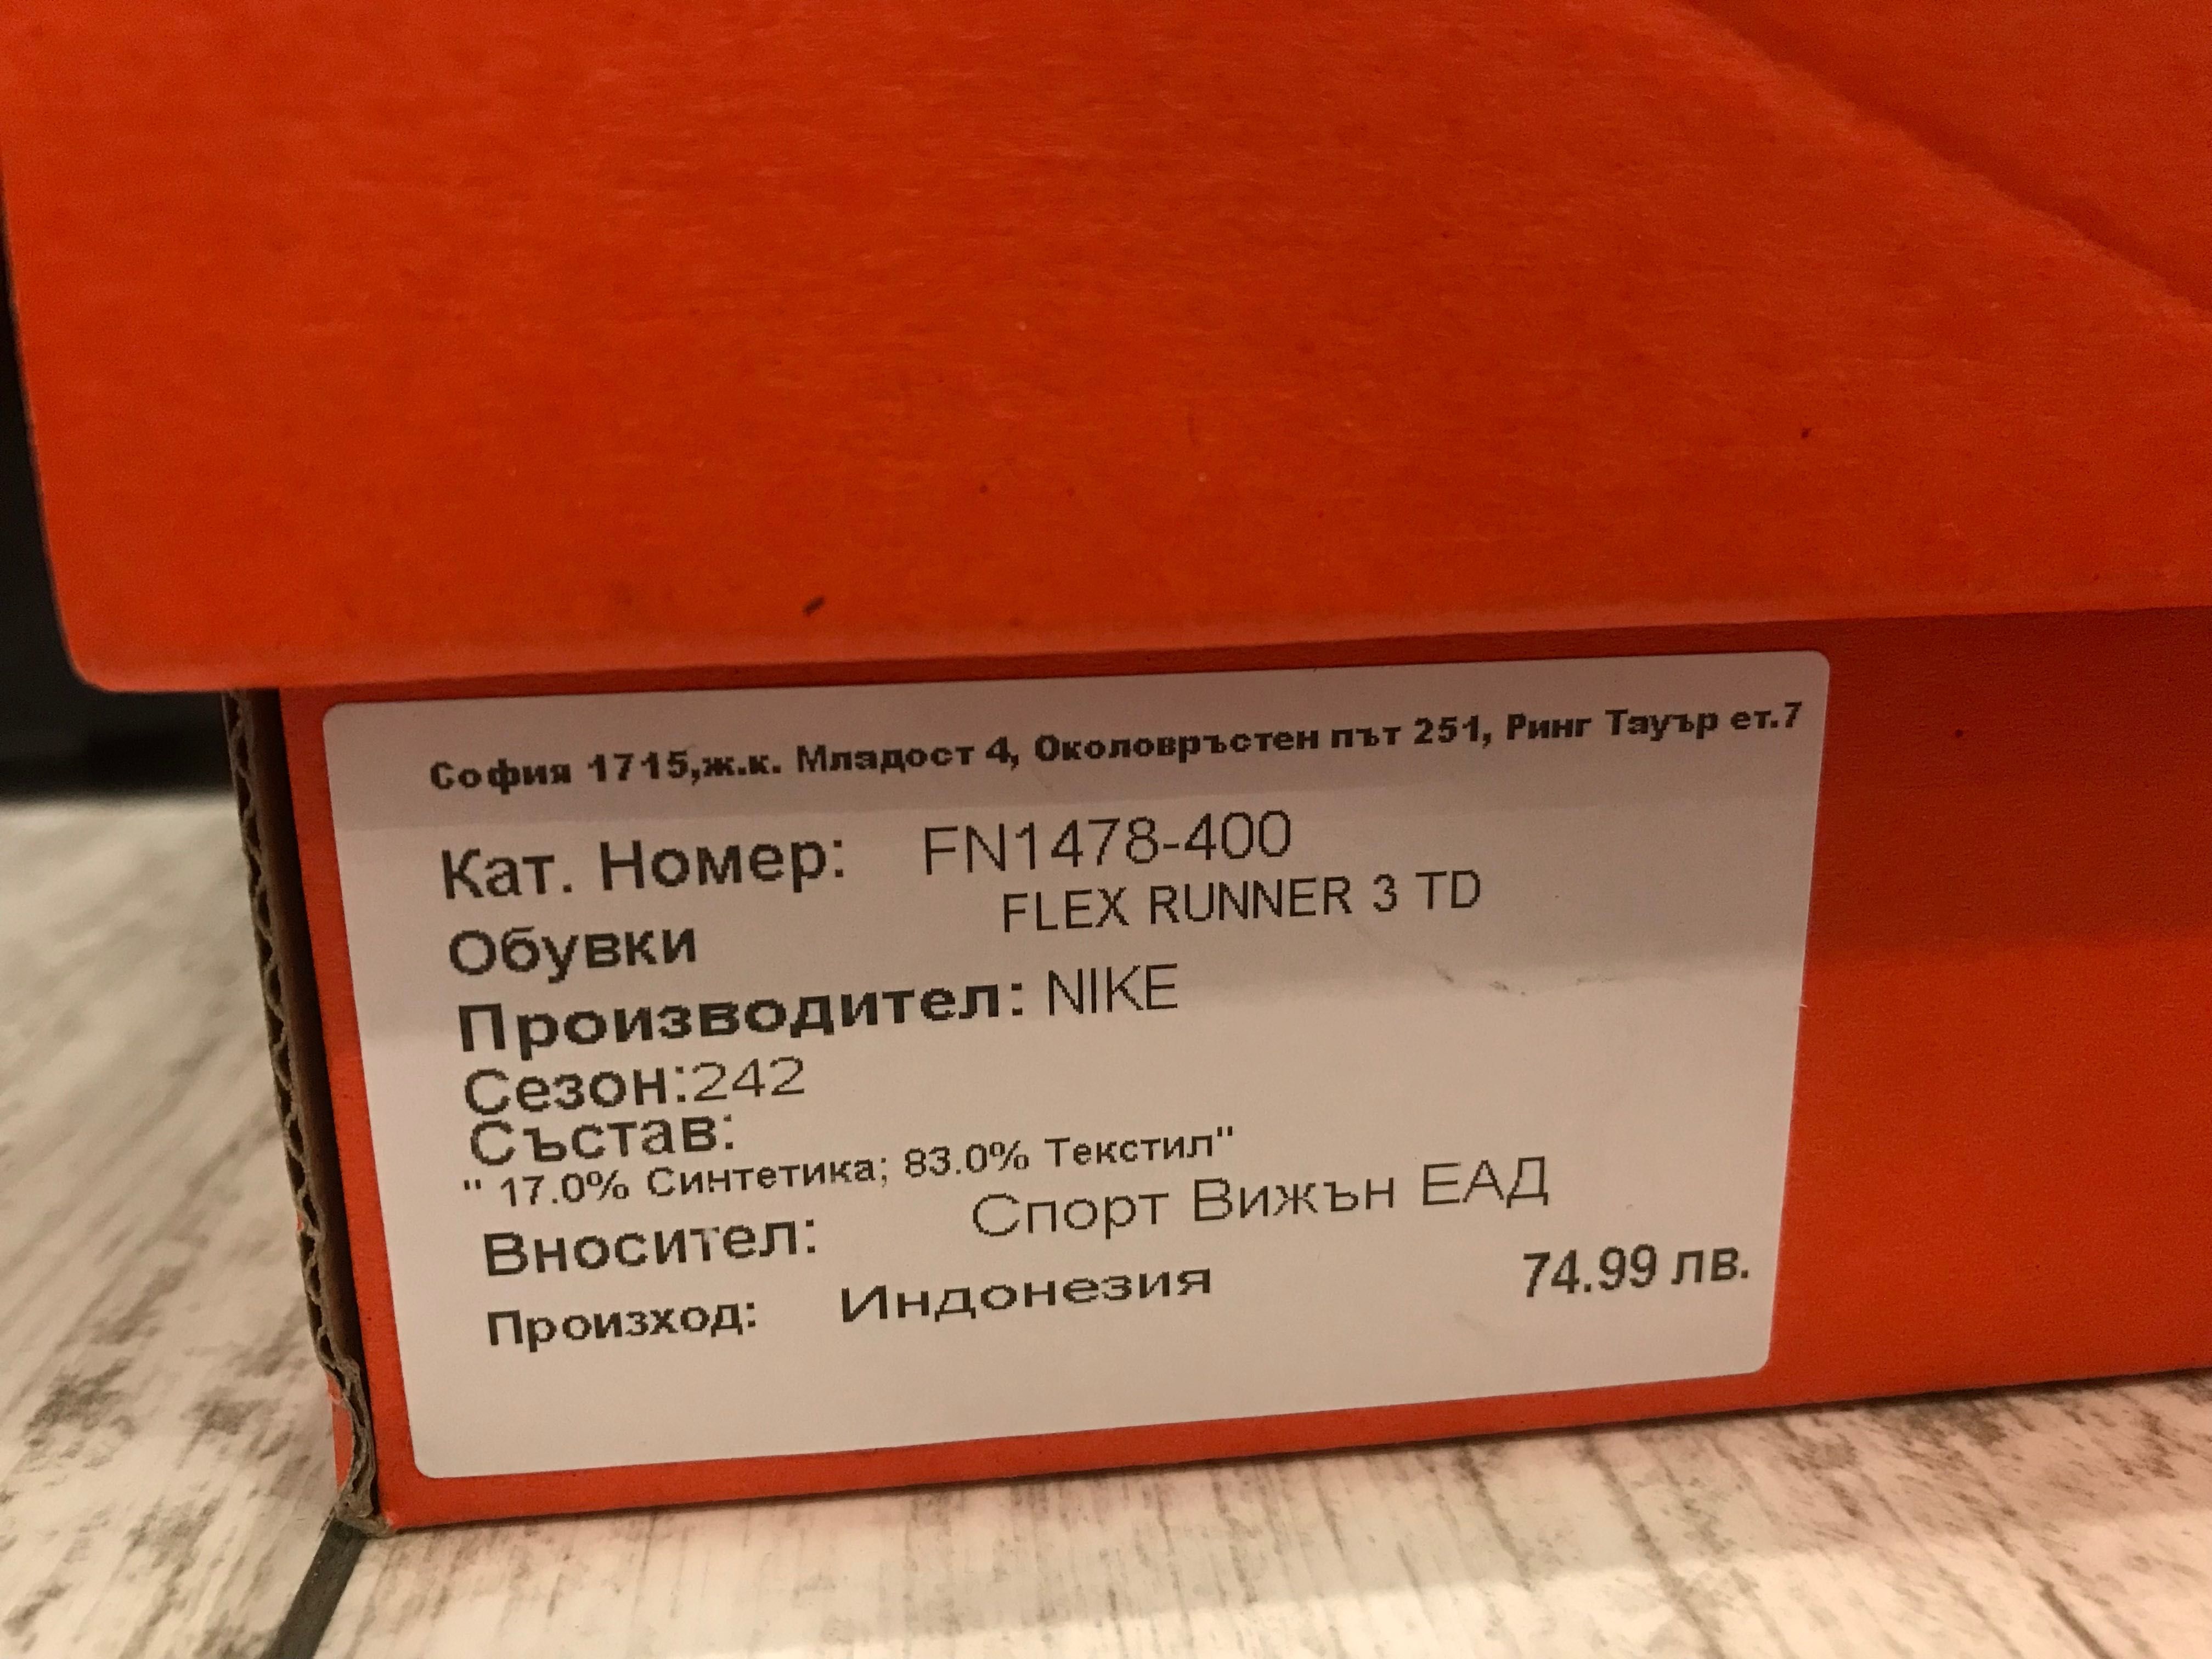 София 1715,ж.к. Младост 4, Околовръстен път 251, Ринг Тауър ет.7
Кат. Номер: FN1478-400
Обувки FLEX RUNNER 3 TD
Производител: NIKE
Сезон:242
Състав:
" 17.0% Синтетика; 83.0% Текстил"
Вносител: Спорт Вижън ЕАД
Произход: Индонезия 74.99 лв.